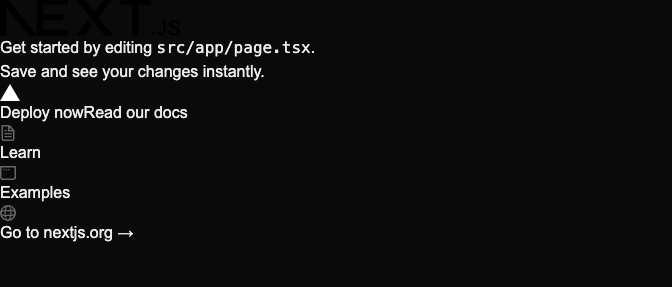 NEXT.JS
Get started by editing src/app/page.tsx.
Save and see your changes instantly.
Deploy nowRead our docs
Learn
Examples
Go to nextjs.org →